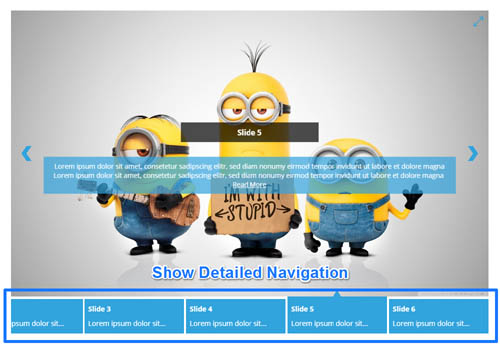 Slide 5
Lorem ipsum dolor sit amet, consetetur sadipscing elitr, sed diam nonumy eirmod tempor invidunt ut labore et dolore magna
Lorem ipsum dolor sit amet, consetetur sadipscing elitr, sed diam nonumy eirmod tempor invidunt ut labore et dolore magna
Read More
I'M WITH
STUPID
Show Detailed Navigation
Slide 3
Slide 4
Slide 5
Slide 6
psum dolor sit...
Lorem ipsum dolor sit...
Lorem ipsum dolor sit...
Lorem ipsum dolor sit...
Lorem ipsum dolor sit...